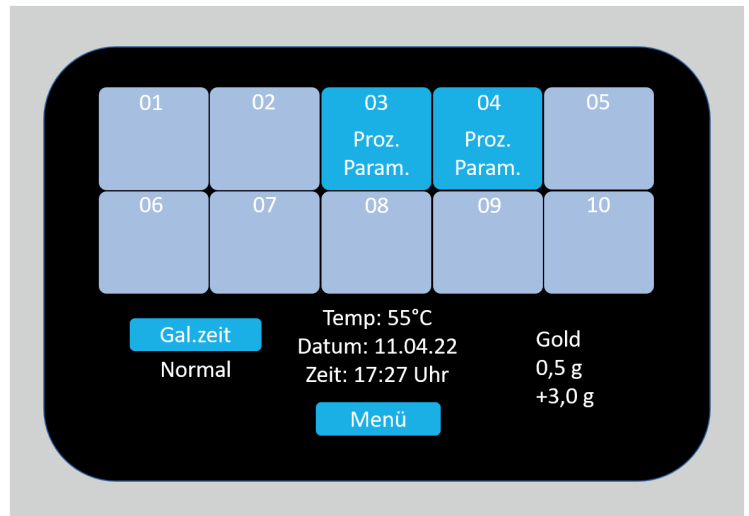 01
02
03
Proz.
Param.
04
Proz.
Param.
05
06
07
08
09
10
Gal.zeit
Normal
Temp: 55°C
Datum: 11.04.22
Zeit: 17:27 Uhr
Menü
Gold
0,5 g
+3,0 g